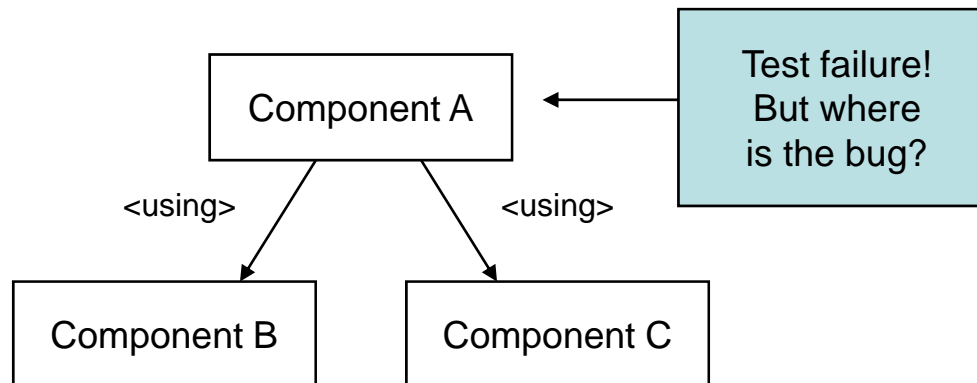 Test failure!
But where
is the bug?
Component A
<using>
<using>
Component B
Component C